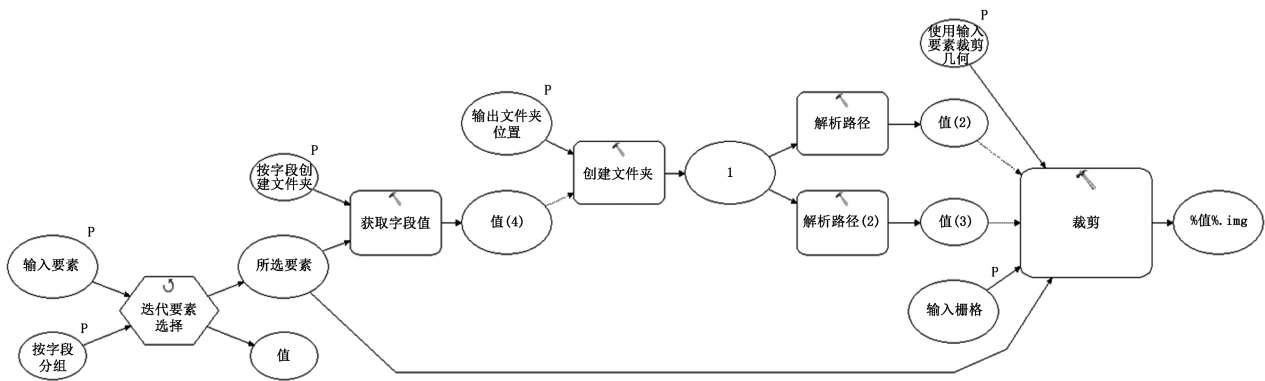 P
使用输入
要素裁剪
几何
P
输出文件夹
位置
解析路径
值(2)
P
按字段创
建文件夹
创建文件夹
1
获取字段值
值(4)
解析路径(2)
值(3)
裁剪
%值%.img
P
输入要素
所选要素
P
输入栅格
迭代要素
选择
P
按字段
分组
值